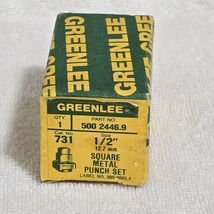 GREENLEE
GREENLEE
QTY. PART NO.
1 500 2446.9
Cat. No. Size
731 1/2"
12.7 mm
SQUARE
METAL
PUNCH SET